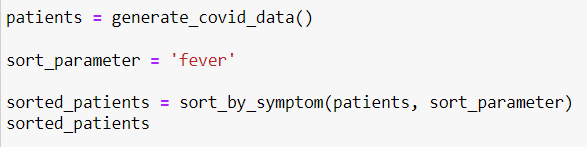 patients = generate_covid_data()
sort_parameter = 'fever'
sorted_patients = sort_by_symptom(patients, sort_parameter)
sorted_patients